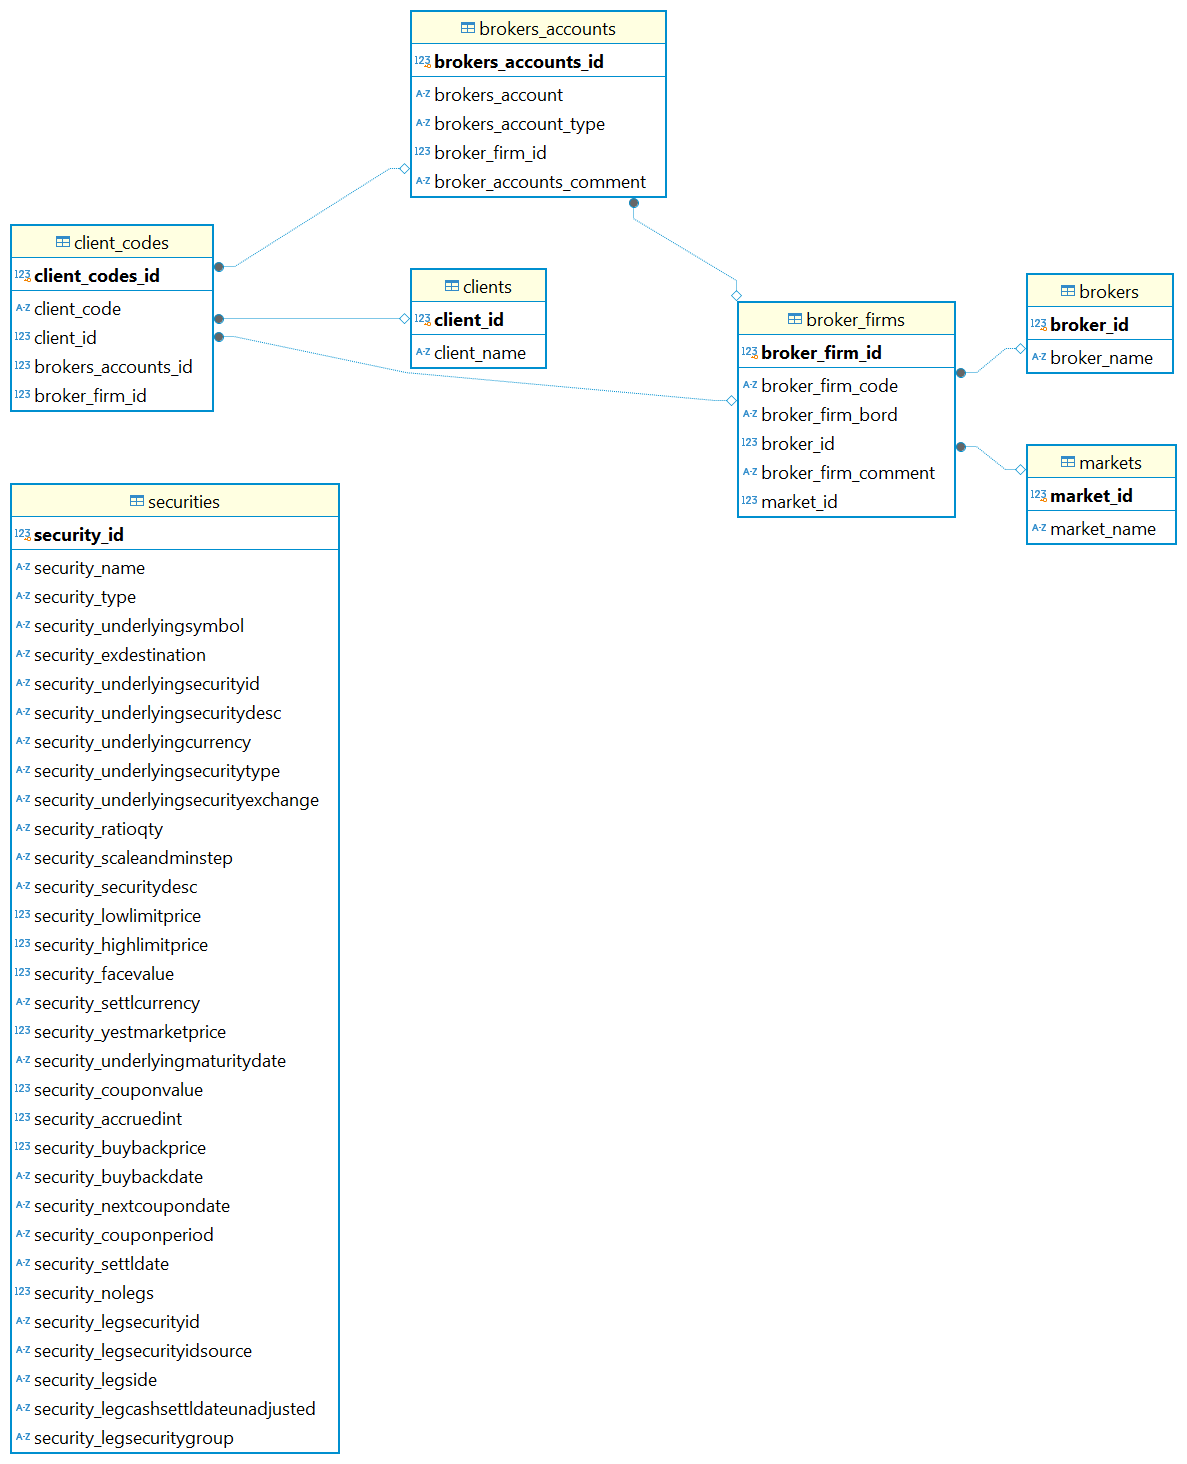 brokers_accounts
123 brokers_accounts_id
A-Z brokers_account
A-Z brokers_account_type
123 broker_firm_id
A-Z broker_accounts_comment
client_codes
123 client_codes_id
A-Z client_code
123 client_id
123 brokers_accounts_id
123 broker_firm_id
clients
123 client_id
A-Z client_name
broker_firms
123 broker_firm_id
A-Z broker_firm_code
A-Z broker_firm_bord
123 broker_id
A-Z broker_firm_comment
123 market_id
brokers
123 broker_id
A-Z broker_name
markets
123 market_id
A-Z market_name
securities
123 security_id
A-Z security_name
A-Z security_type
A-Z security_underlyingsymbol
A-Z security_exdestination
A-Z security_underlyingsecurityid
A-Z security_underlyingsecuritydesc
A-Z security_underlyingcurrency
A-Z security_underlyingsecuritytype
A-Z security_underlyingsecurityexchange
A-Z security_ratioqty
A-Z security_scaleandminstep
A-Z security_securitydesc
123 security_lowlimitprice
123 security_highlimitprice
123 security_facevalue
A-Z security_settlcurrency
123 security_yestmarketprice
A-Z security_underlyingmaturitydate
123 security_couponvalue
123 security_accruedint
123 security_buybackprice
A-Z security_buybackdate
A-Z security_nextcoupondate
A-Z security_couponperiod
A-Z security_settldate
123 security_nolegs
A-Z security_legsecurityid
A-Z security_legsecurityidsource
A-Z security_legside
A-Z security_legcashsettldateunadjusted
A-Z security_legsecuritygroup